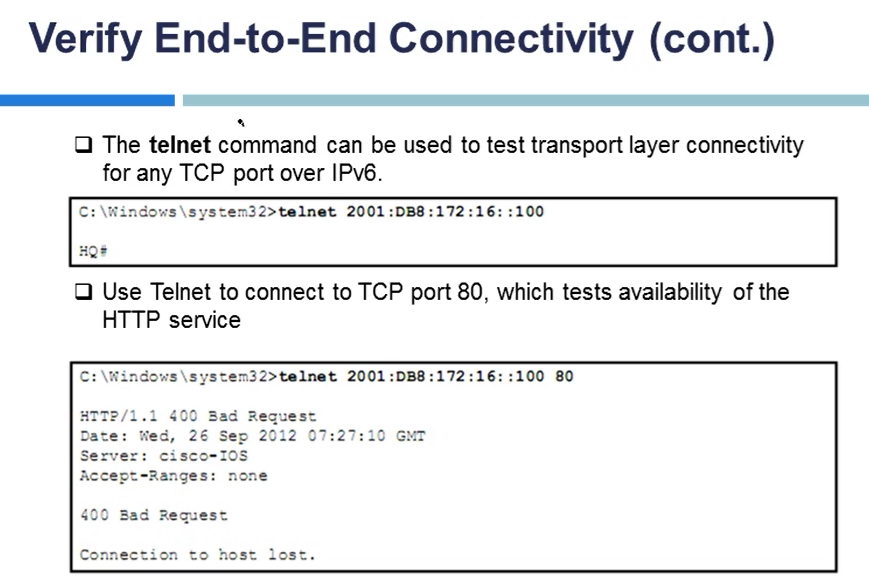 Verify End-to-End Connectivity (cont.)
The telnet command can be used to test transport layer connectivity
for any TCP port over IPv6.
C:\Windows\system32>telnet 2001:DB8:172:16::100
HQ#
Use Telnet to connect to TCP port 80, which tests availability of the
HTTP service
C:\Windows\system32>telnet 2001:DB8:172:16::100 80
HTTP/1.1 400 Bad Request
Date: Wed, 26 Sep 2012 07:27:10 GMT
Server: cisco-IOS
Accept-Ranges: none
400 Bad Request
Connection to host lost.